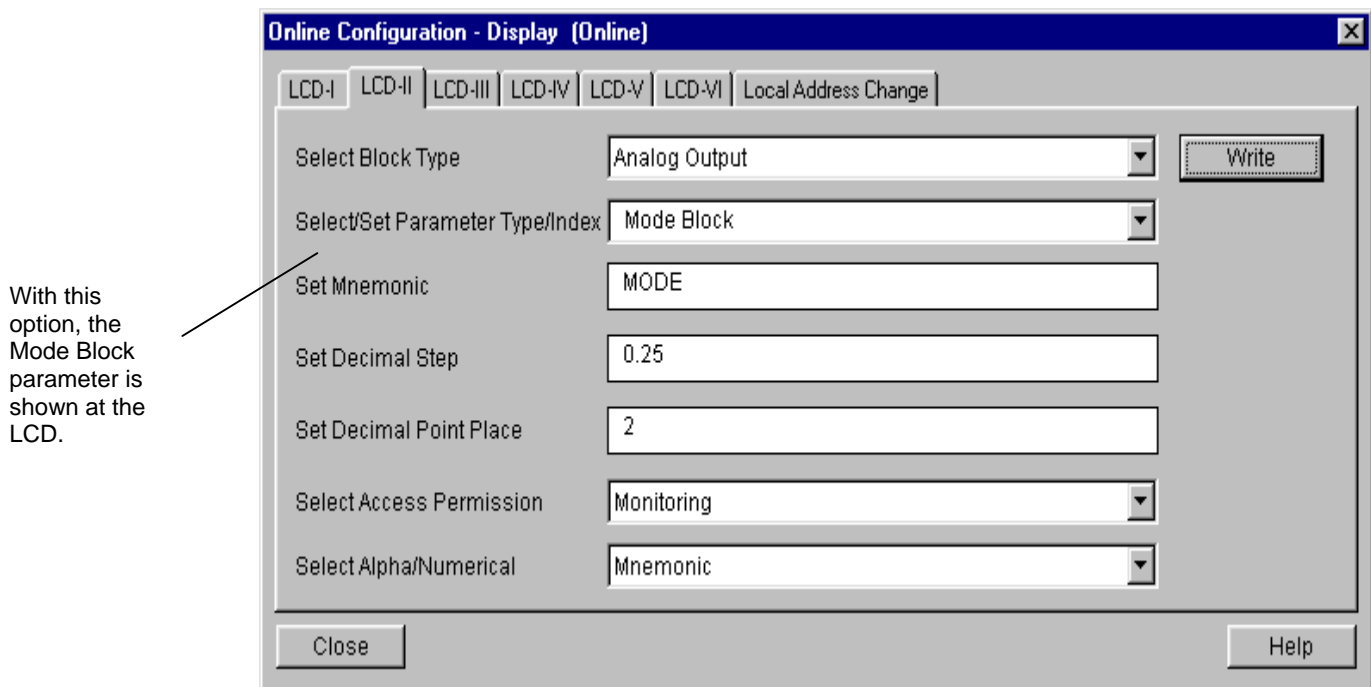 Online Configuration - Display (Online)
LCD-I LCD-II LCD-III LCD-IV LCD-V LCD-VI Local Address Change
Select Block Type Analog Output Write
Select/Set Parameter Type/Index Mode Block
Set Mnemonic MODE
Set Decimal Step 0.25
Set Decimal Point Place 2
Select Access Permission Monitoring
Select Alpha/Numerical Mnemonic
Close Help
With this
option, the
Mode Block
parameter is
shown at the
LCD.